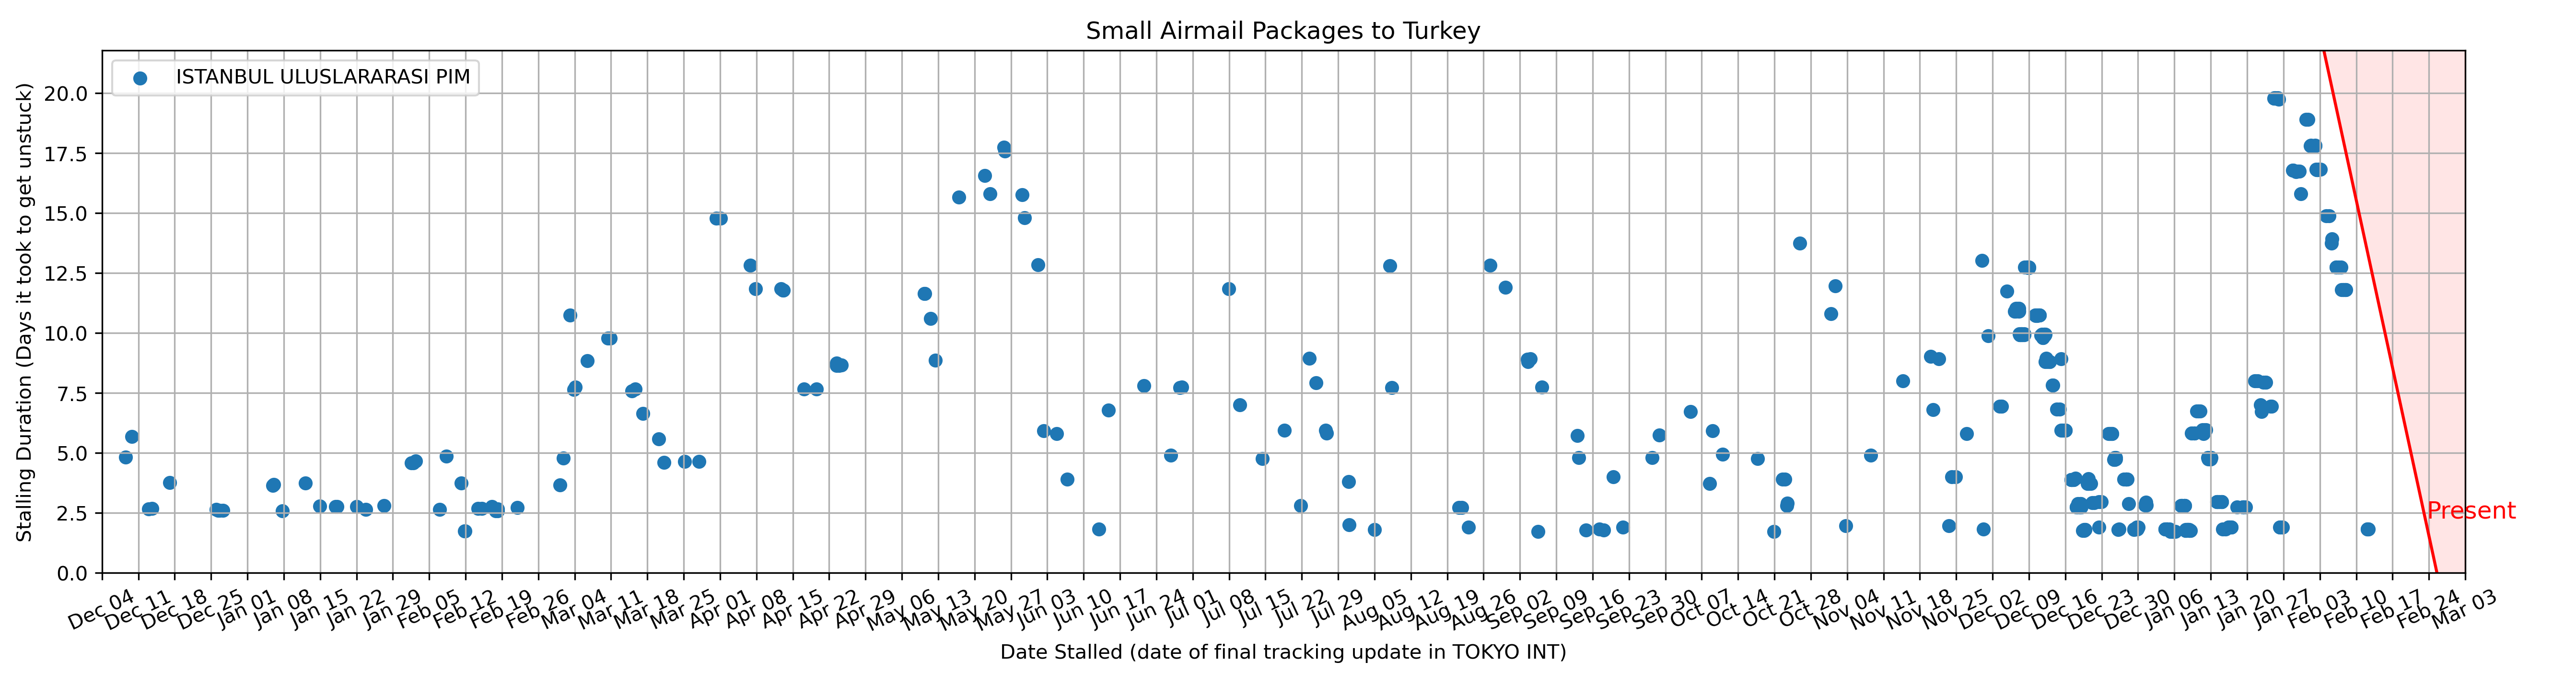 Small Airmail Packages to Turkey
ISTANBUL ULUSLARARASI PIM
Stalling Duration (Days it took to get unstuck)
20.0
17.5
15.0
12.5
10.0
7.5
5.0
2.5
0.0
Present
Dec 04
Dec 11
Dec 18
Dec 25
Jan 01
Jan 08
Jan 15
Jan 22
Jan 29
Feb 05
Feb 12
Feb 19
Feb 26
Mar 04
Mar 11
Mar 18
Mar 25
Apr 01
Apr 08
Apr 15
Apr 22
Apr 29
May 06
May 13
May 20
May 27
Jun 03
Jun 10
Jun 17
Jun 24
Jul 01
Jul 08
Jul 15
Jul 22
Jul 29
Aug 05
Aug 12
Aug 19
Aug 26
Sep 02
Sep 09
Sep 16
Sep 23
Sep 30
Oct 07
Oct 14
Oct 21
Oct 28
Nov 04
Nov 11
Nov 18
Nov 25
Dec 02
Dec 09
Dec 16
Dec 23
Dec 30
Jan 06
Jan 13
Jan 20
Jan 27
Feb 03
Feb 10
Feb 17
Feb 24
Mar 03
Date Stalled (date of final tracking update in TOKYO INT)